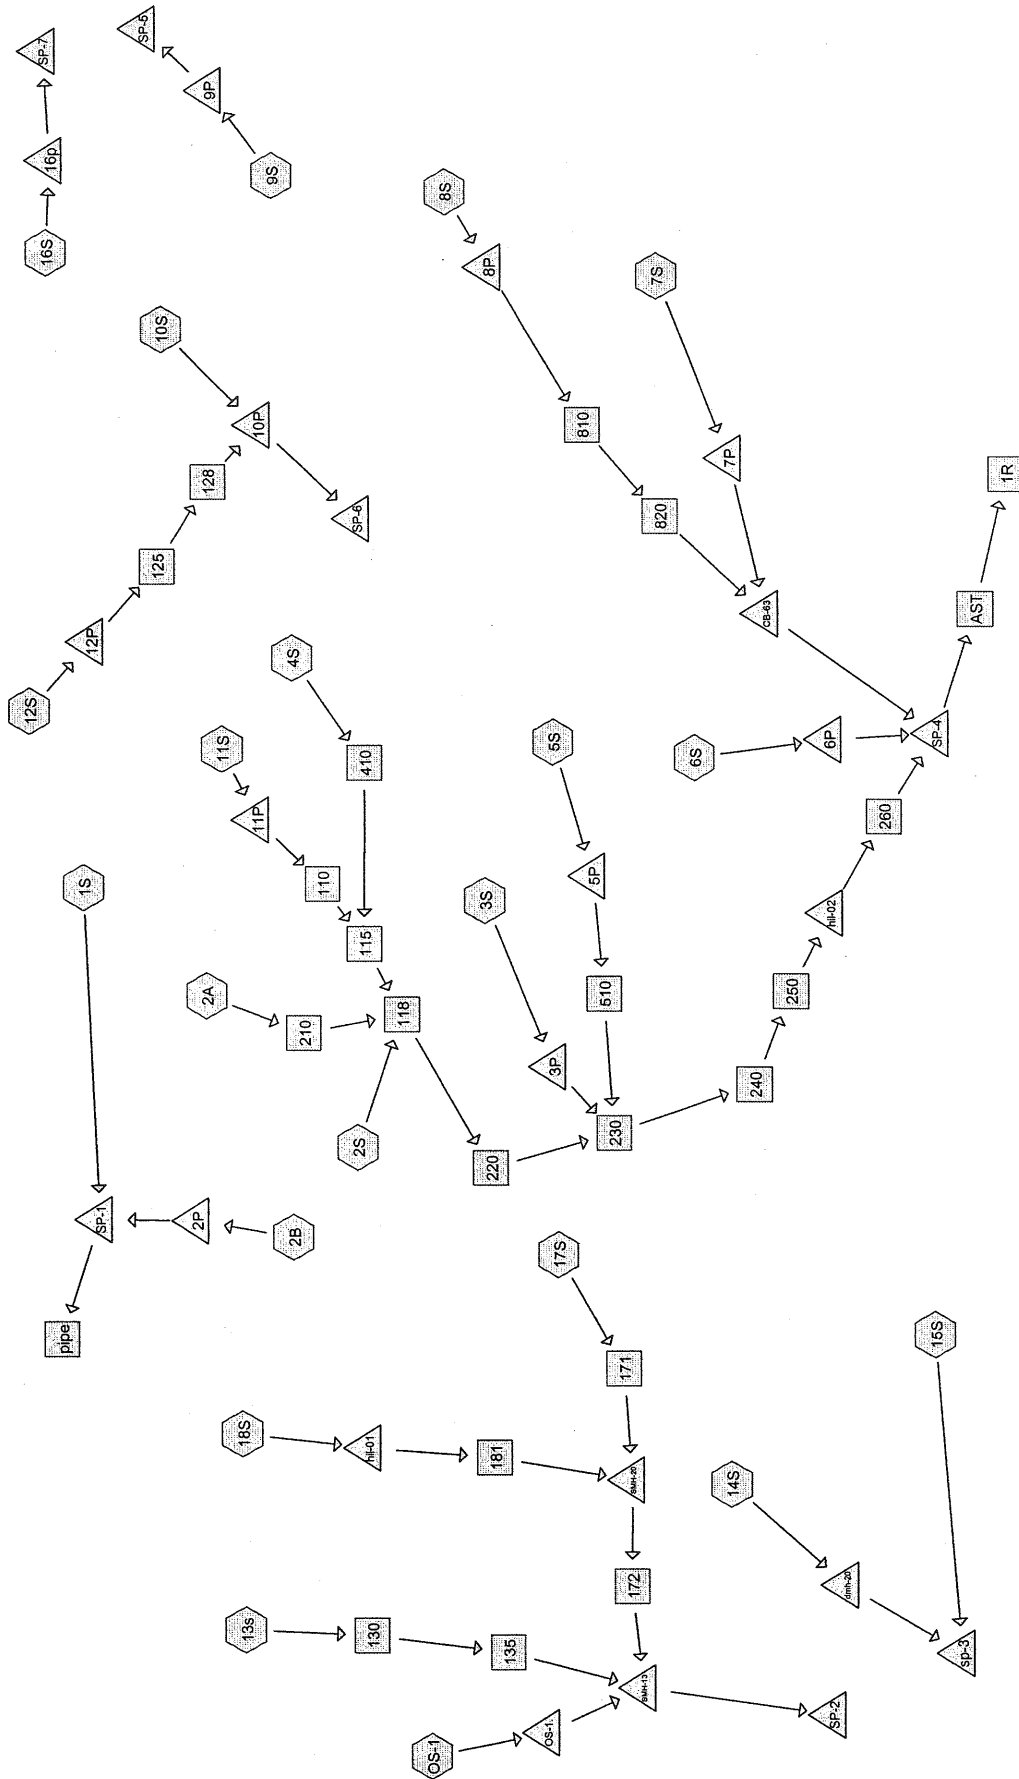 SP-7
16p
16S
SP-5
9P
9S
8S
8P
10S
10P
SP-6
128
125
12P
12S
7S
7P
810
820
CB-63
1R
AST
SP-4
6P
6S
260
hil-02
250
240
4S
410
11S
11P
110
115
118
2A
210
2S
220
230
3S
3P
5S
5P
510
1S
SP-1
2P
2B
pipe
17S
171
18S
hil-01
181
SMH-20
172
13s
130
135
SMH-13
OS-1
OS-1
SP-2
14S
dmh-20
15S
sp-3